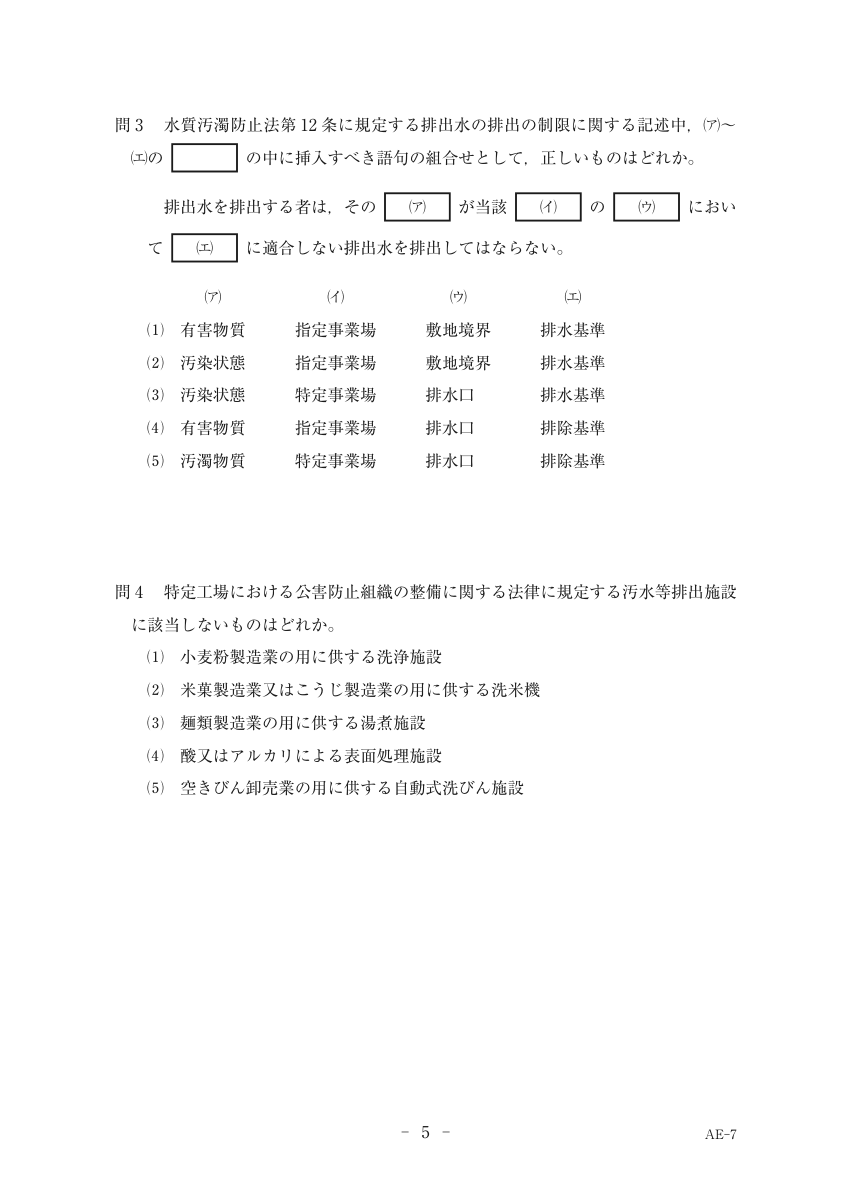 問3 水質汚濁防止法第12条に規定する排出水の排出の制限に関する記述中，㋐～
㋓の の中に挿入すべき語句の組合せとして，正しいものはどれか。
排出水を排出する者は，その (ア) が当該 (イ) の (ウ) におい
て (エ) に適合しない排出水を排出してはならない。
(ア) (イ) (ウ) (エ)
(1) 有害物質 指定事業場 敷地境界 排水基準
(2) 汚染状態 指定事業場 敷地境界 排水基準
(3) 汚染状態 特定事業場 排水口 排水基準
(4) 有害物質 指定事業場 排水口 排除基準
(5) 汚濁物質 特定事業場 排水口 排除基準
問4 特定工場における公害防止組織の整備に関する法律に規定する汚水等排出施設
に該当しないものはどれか。
(1) 小麦粉製造業の用に供する洗浄施設
(2) 米菓製造業又はこうじ製造業の用に供する洗米機
(3) 麺類製造業の用に供する湯煮施設
(4) 酸又はアルカリによる表面処理施設
(5) 空きびん卸売業の用に供する自動式洗びん施設
- 5 -
AE-7